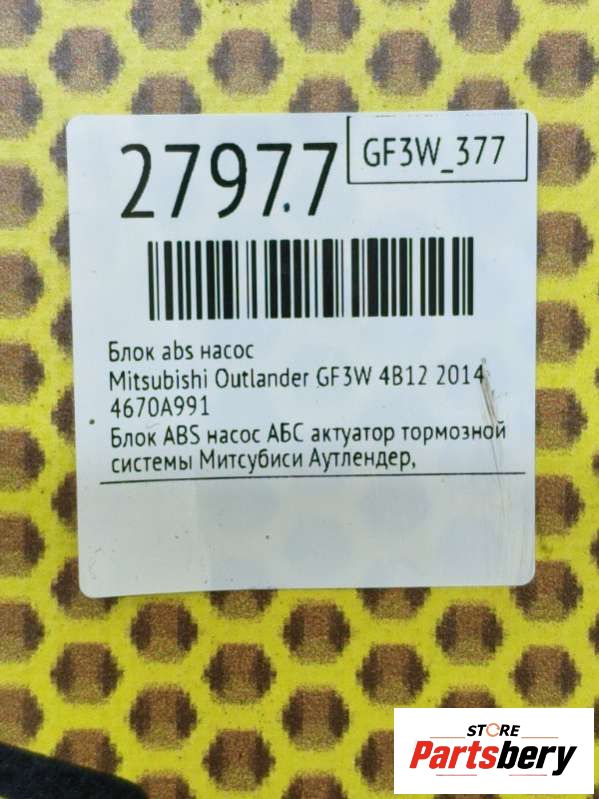 27977
GF3W_377
Блок abs насос
Mitsubishi Outlander GF3W 4B12 2014
4670A991
Блок ABS насос АБС актуатор тормозной
системы Митсубиси Аутлендер,
STORE
Partsbery